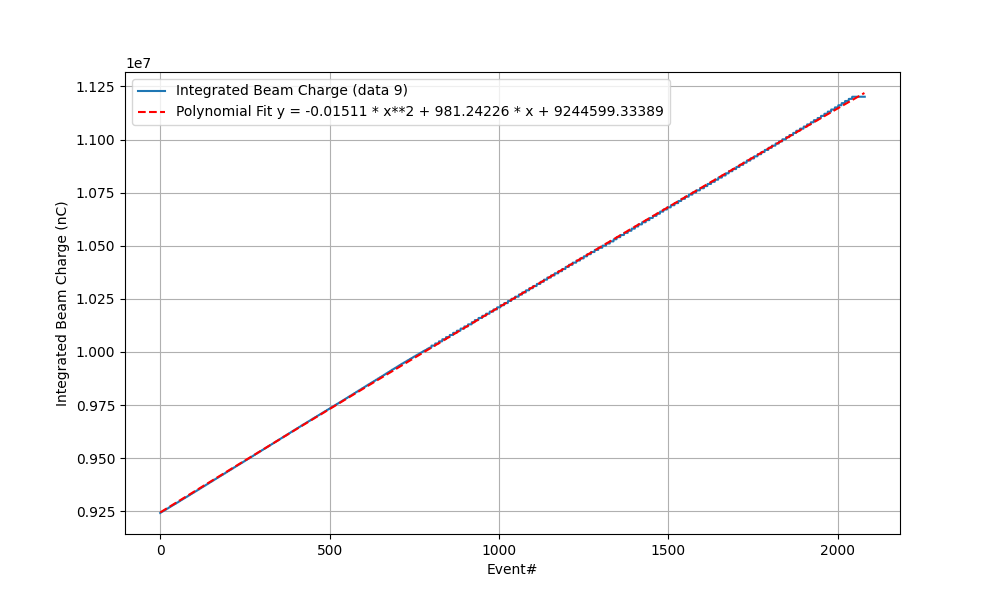 1e7
Integrated Beam Charge (data 9)
Polynomial Fit y = -0.01511 * x**2 + 981.24226 * x + 9244599.33389
1.125
1.100
1.075
1.050
1.025
1.000
0.975
0.950
0.925
Integrated Beam Charge (nC)
0
500
1000
1500
2000
Event#